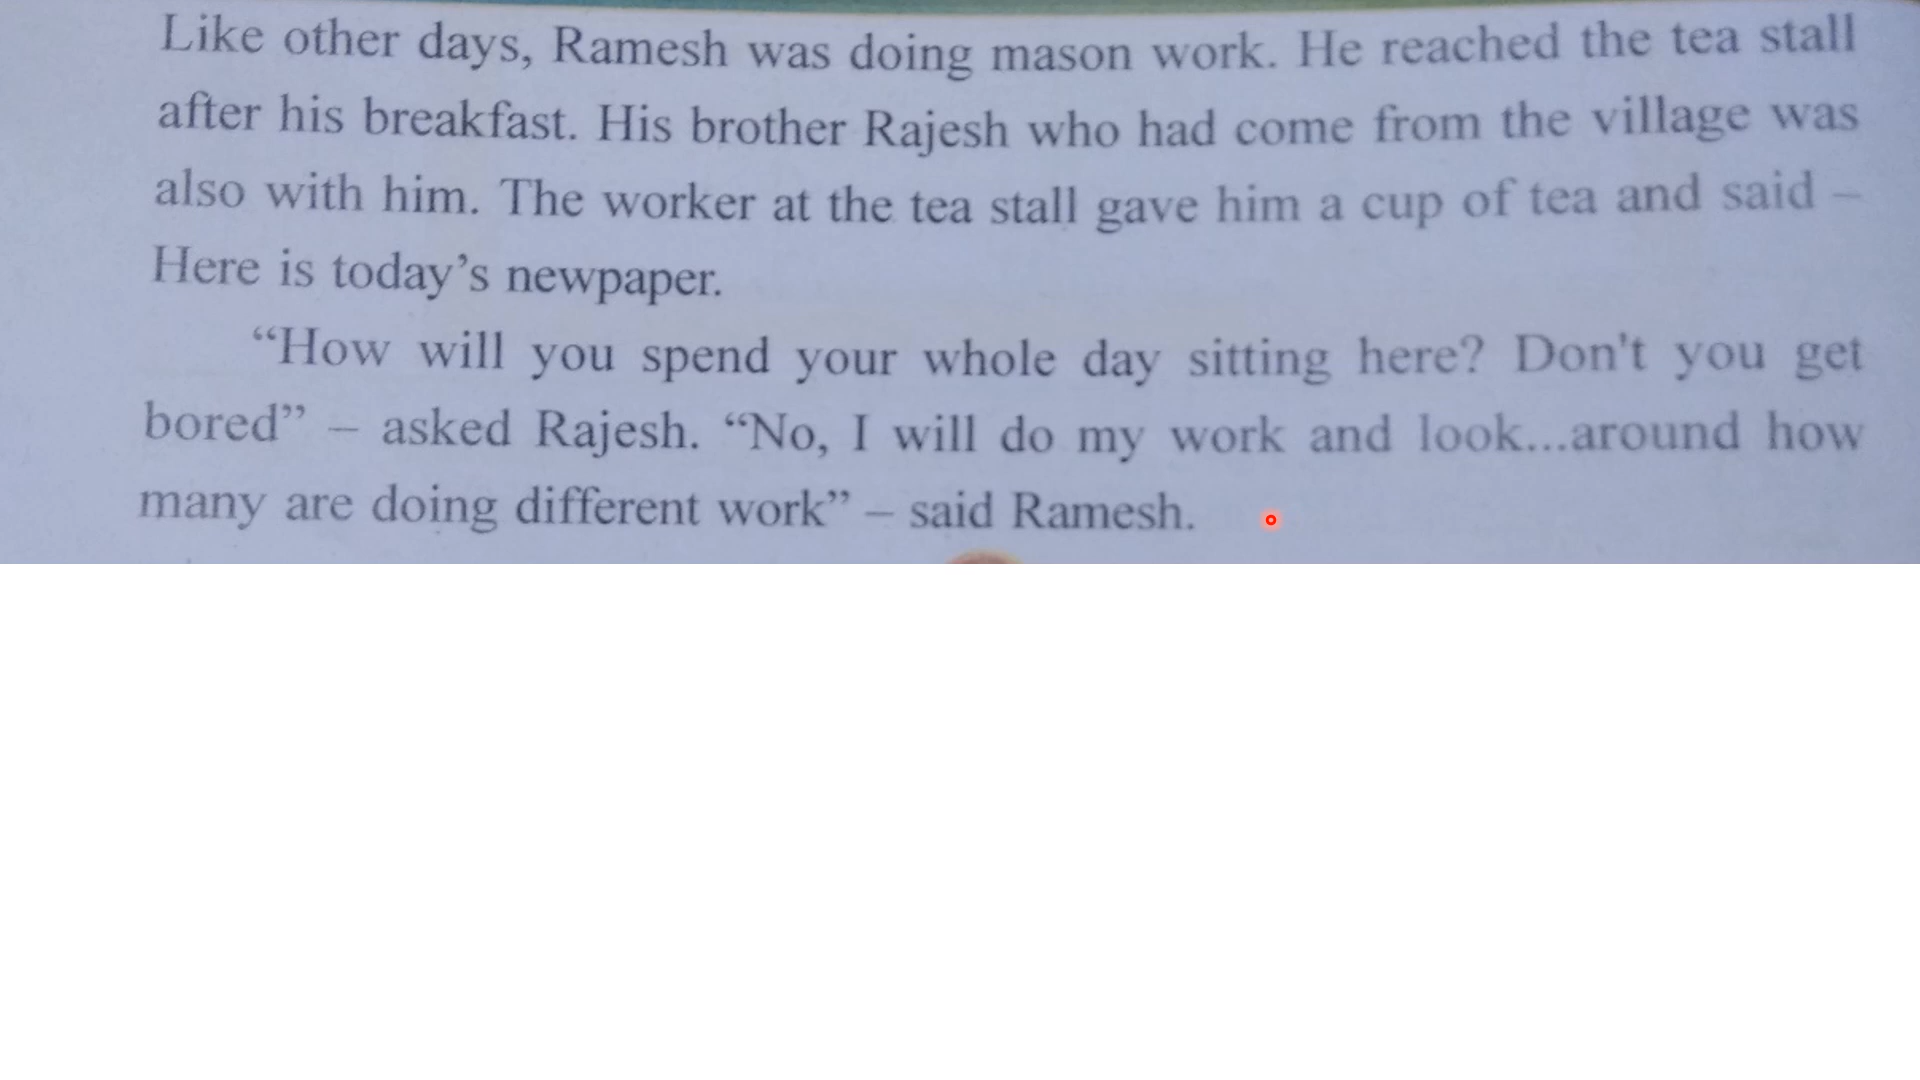 Like other days, Ramesh was doing mason work. He reached the tea stall
after his breakfast. His brother Rajesh who had come from the village was
also with him. The worker at the tea stall gave him a cup of tea and said –
Here is today’s newpaper.
“How will you spend your whole day sitting here? Don't you get
bored” – asked Rajesh. “No, I will do my work and look...around how
many are doing different work” – said Ramesh.